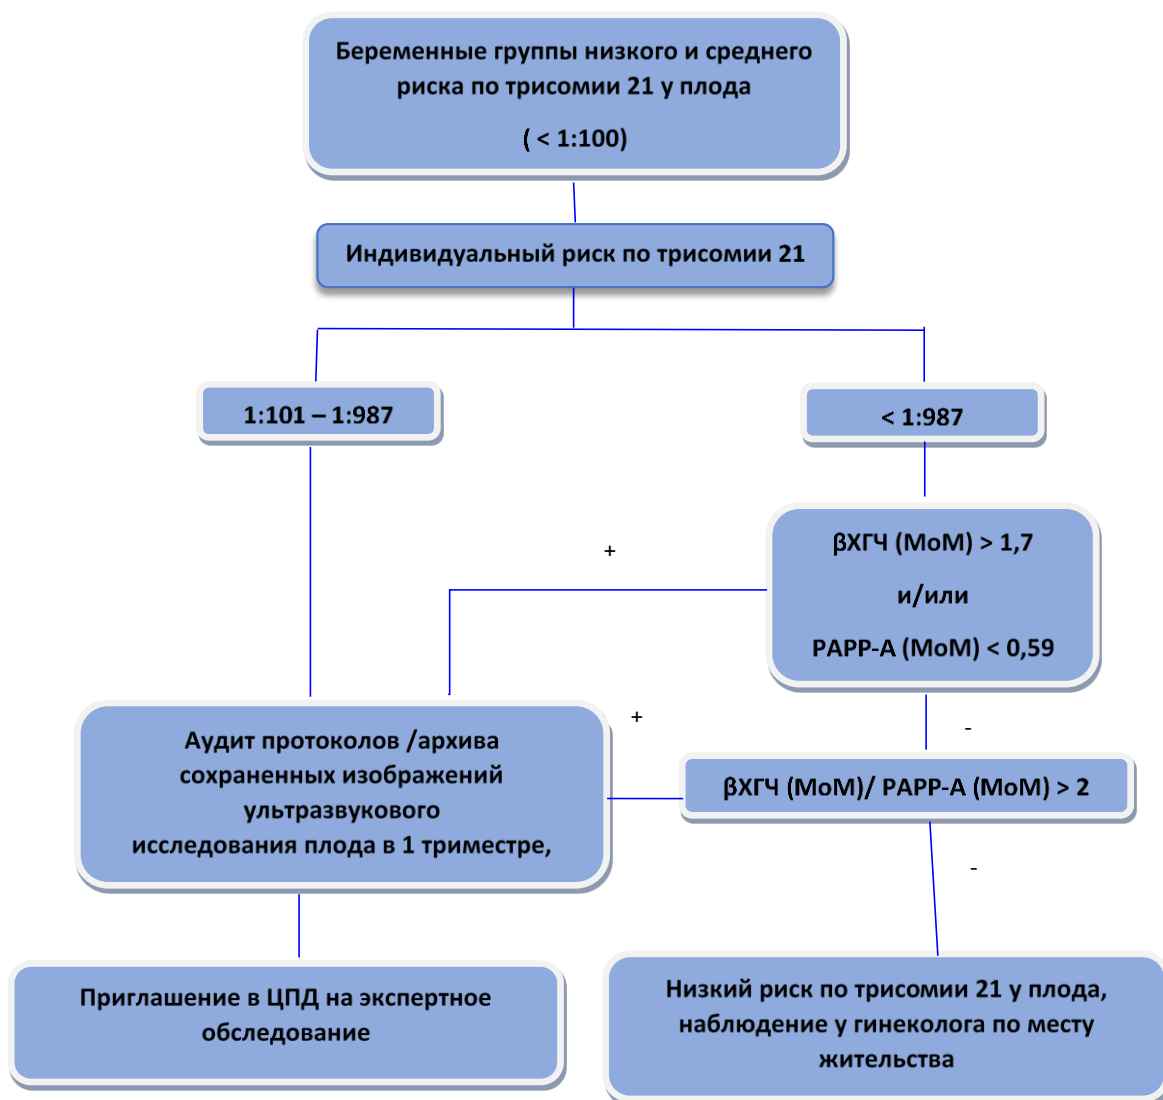 Беременные группы низкого и среднего
риска по трисомии 21 у плода
( < 1:100)
Индивидуальный риск по трисомии 21
1:101 – 1:987
< 1:987
βХГЧ (МоМ) > 1,7
и/или
PAPP-A (МоМ) < 0,59
+
+
-
Аудит протоколов /архива
сохраненных изображений
ультразвукового
исследования плода в 1 триместре,
βХГЧ (МоМ)/ PAPP-A (МоМ) > 2
-
Приглашение в ЦПД на экспертное
обследование
Низкий риск по трисомии 21 у плода,
наблюдение у гинеколога по месту
жительства